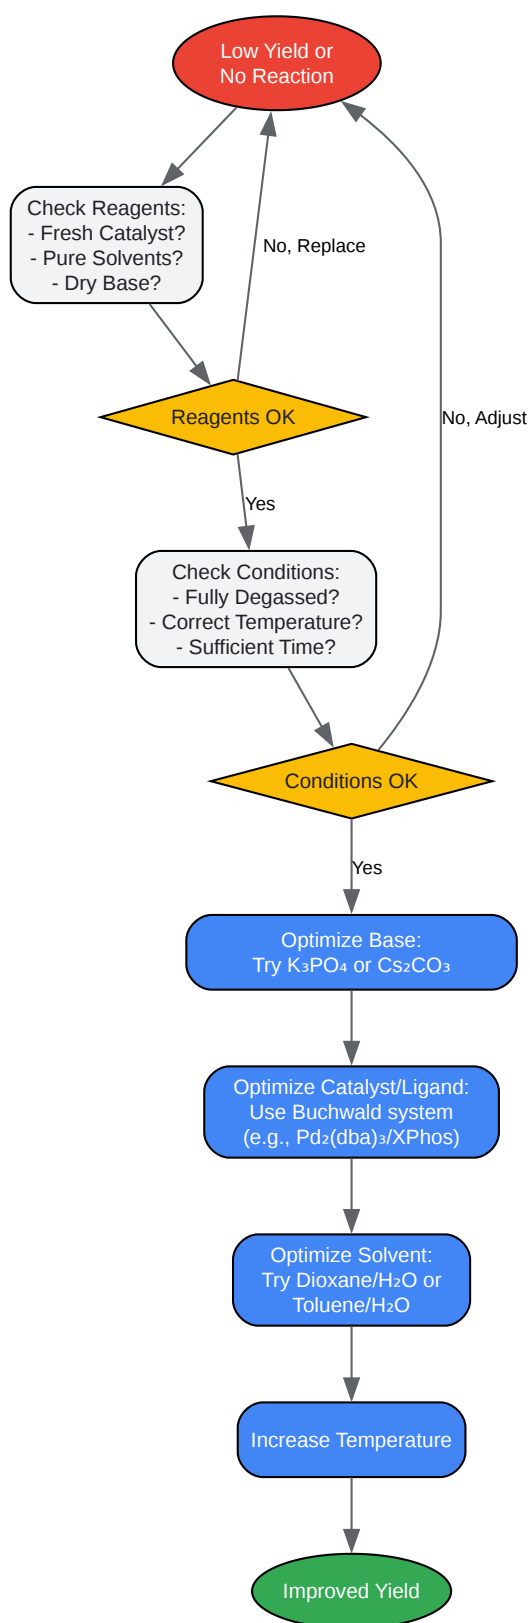 Low Yield or
No Reaction
Check Reagents:
- Fresh Catalyst?
- Pure Solvents?
- Dry Base?
No, Replace
Reagents OK
No, Adjust
Yes
Check Conditions:
- Fully Degassed?
- Correct Temperature?
- Sufficient Time?
Conditions OK
Yes
Optimize Base:
Try K₃PO₄ or Cs₂CO₃
Optimize Catalyst/Ligand:
Use Buchwald system
(e.g., Pd₂(dba)₃/XPhos)
Optimize Solvent:
Try Dioxane/H₂O or
Toluene/H₂O
Increase Temperature
Improved Yield